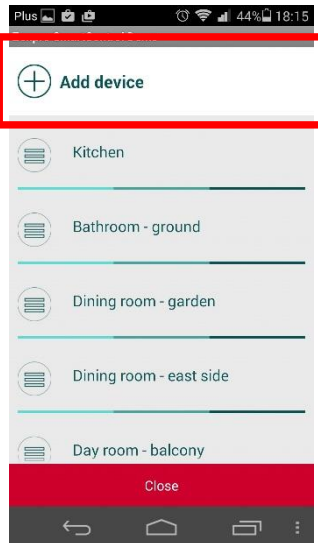 Plus 44% 18:15
Add device
Kitchen
Bathroom - ground
Dining room - garden
Dining room - east side
Day room - balcony
Close